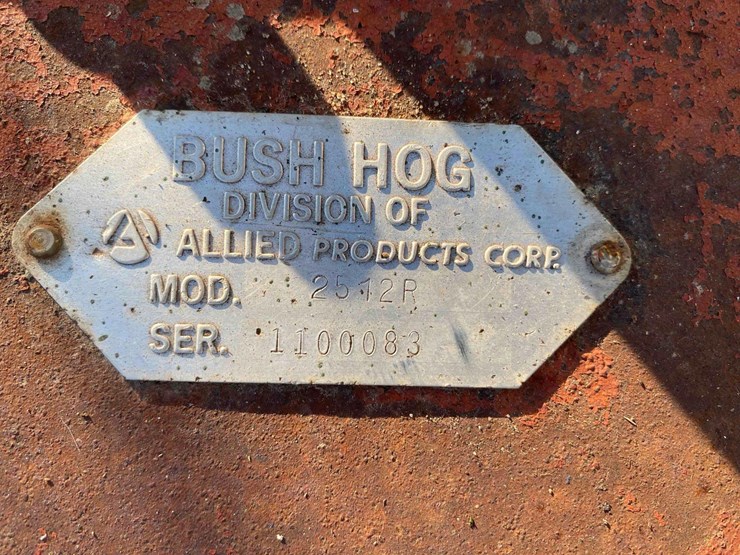 BUSH HOG
DIVISION OF
ALLIED PRODUCTS CORP.
MOD. 2512R
SER. 1100083